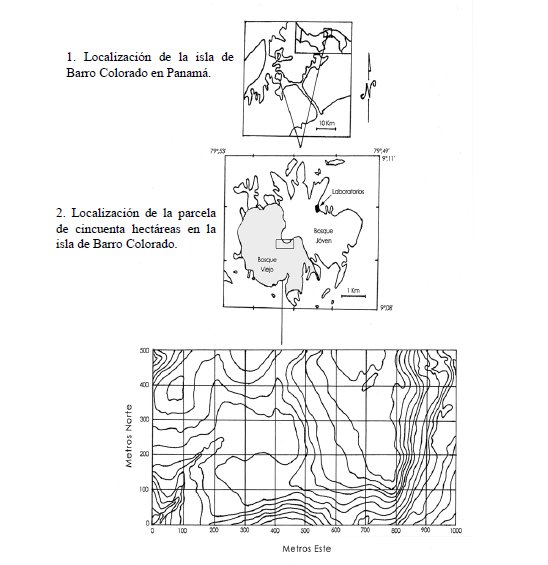 1. Localización de la isla de
Barro Colorado en Panamá.
N
10 Km
79°,53'
79°,49'
9°,11'
Laboratorios
2. Localización de la parcela
de cincuenta hectáreas en la
isla de Barro Colorado.
Bosque
Jóven
Bosque
Viejo
1 Km
9°,08'
500
400
300
200
100
0
Metros Norte
0 100 200 300 400 500 600 700 800 900 1000
Metros Este